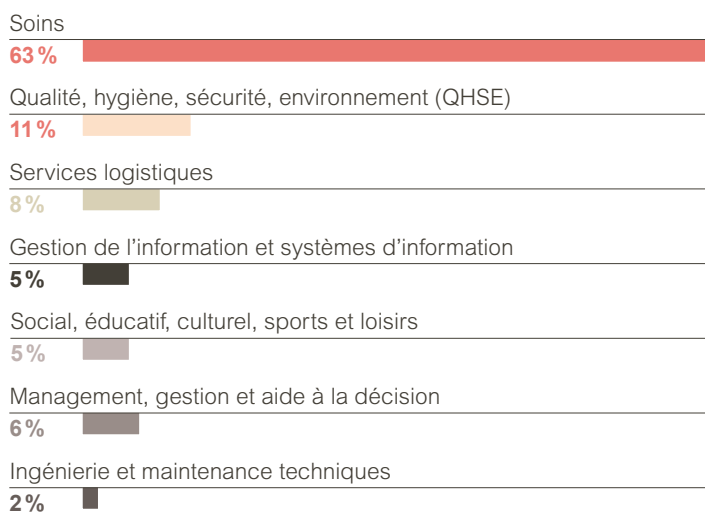 Soins
63 %
Qualité, hygiène, sécurité, environnement (QHSE)
11 %
Services logistiques
8 %
Gestion de l’information et systèmes d’information
5 %
Social, éducatif, culturel, sports et loisirs
5 %
Management, gestion et aide à la décision
6 %
Ingénierie et maintenance techniques
2 %